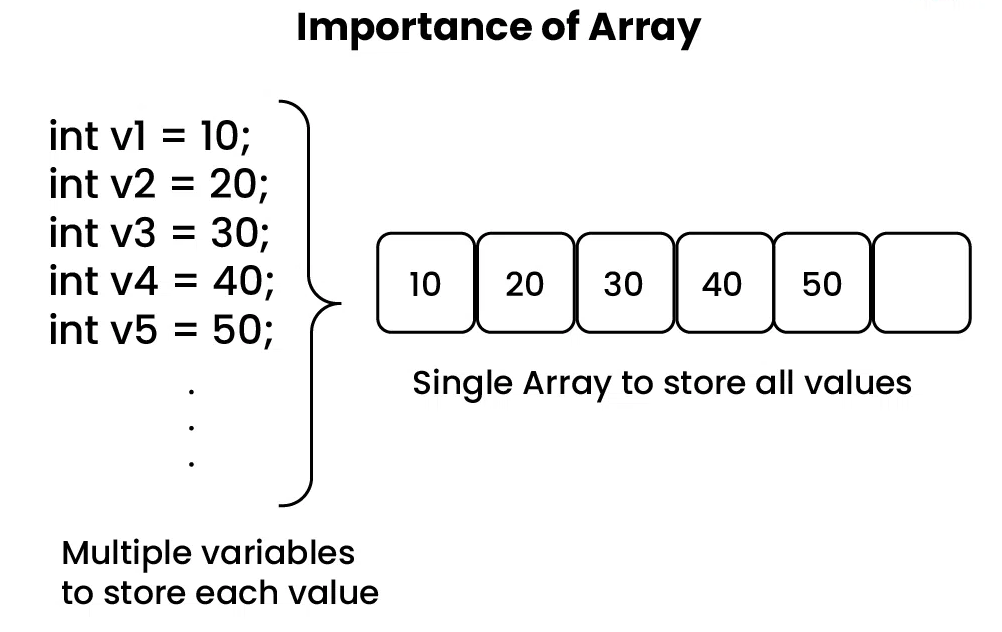 Importance of Array
int v1 = 10;
int v2 = 20;
int v3 = 30;
int v4 = 40;
int v5 = 50;
.
.
.
Multiple variables
to store each value
10 20 30 40 50
Single Array to store all values